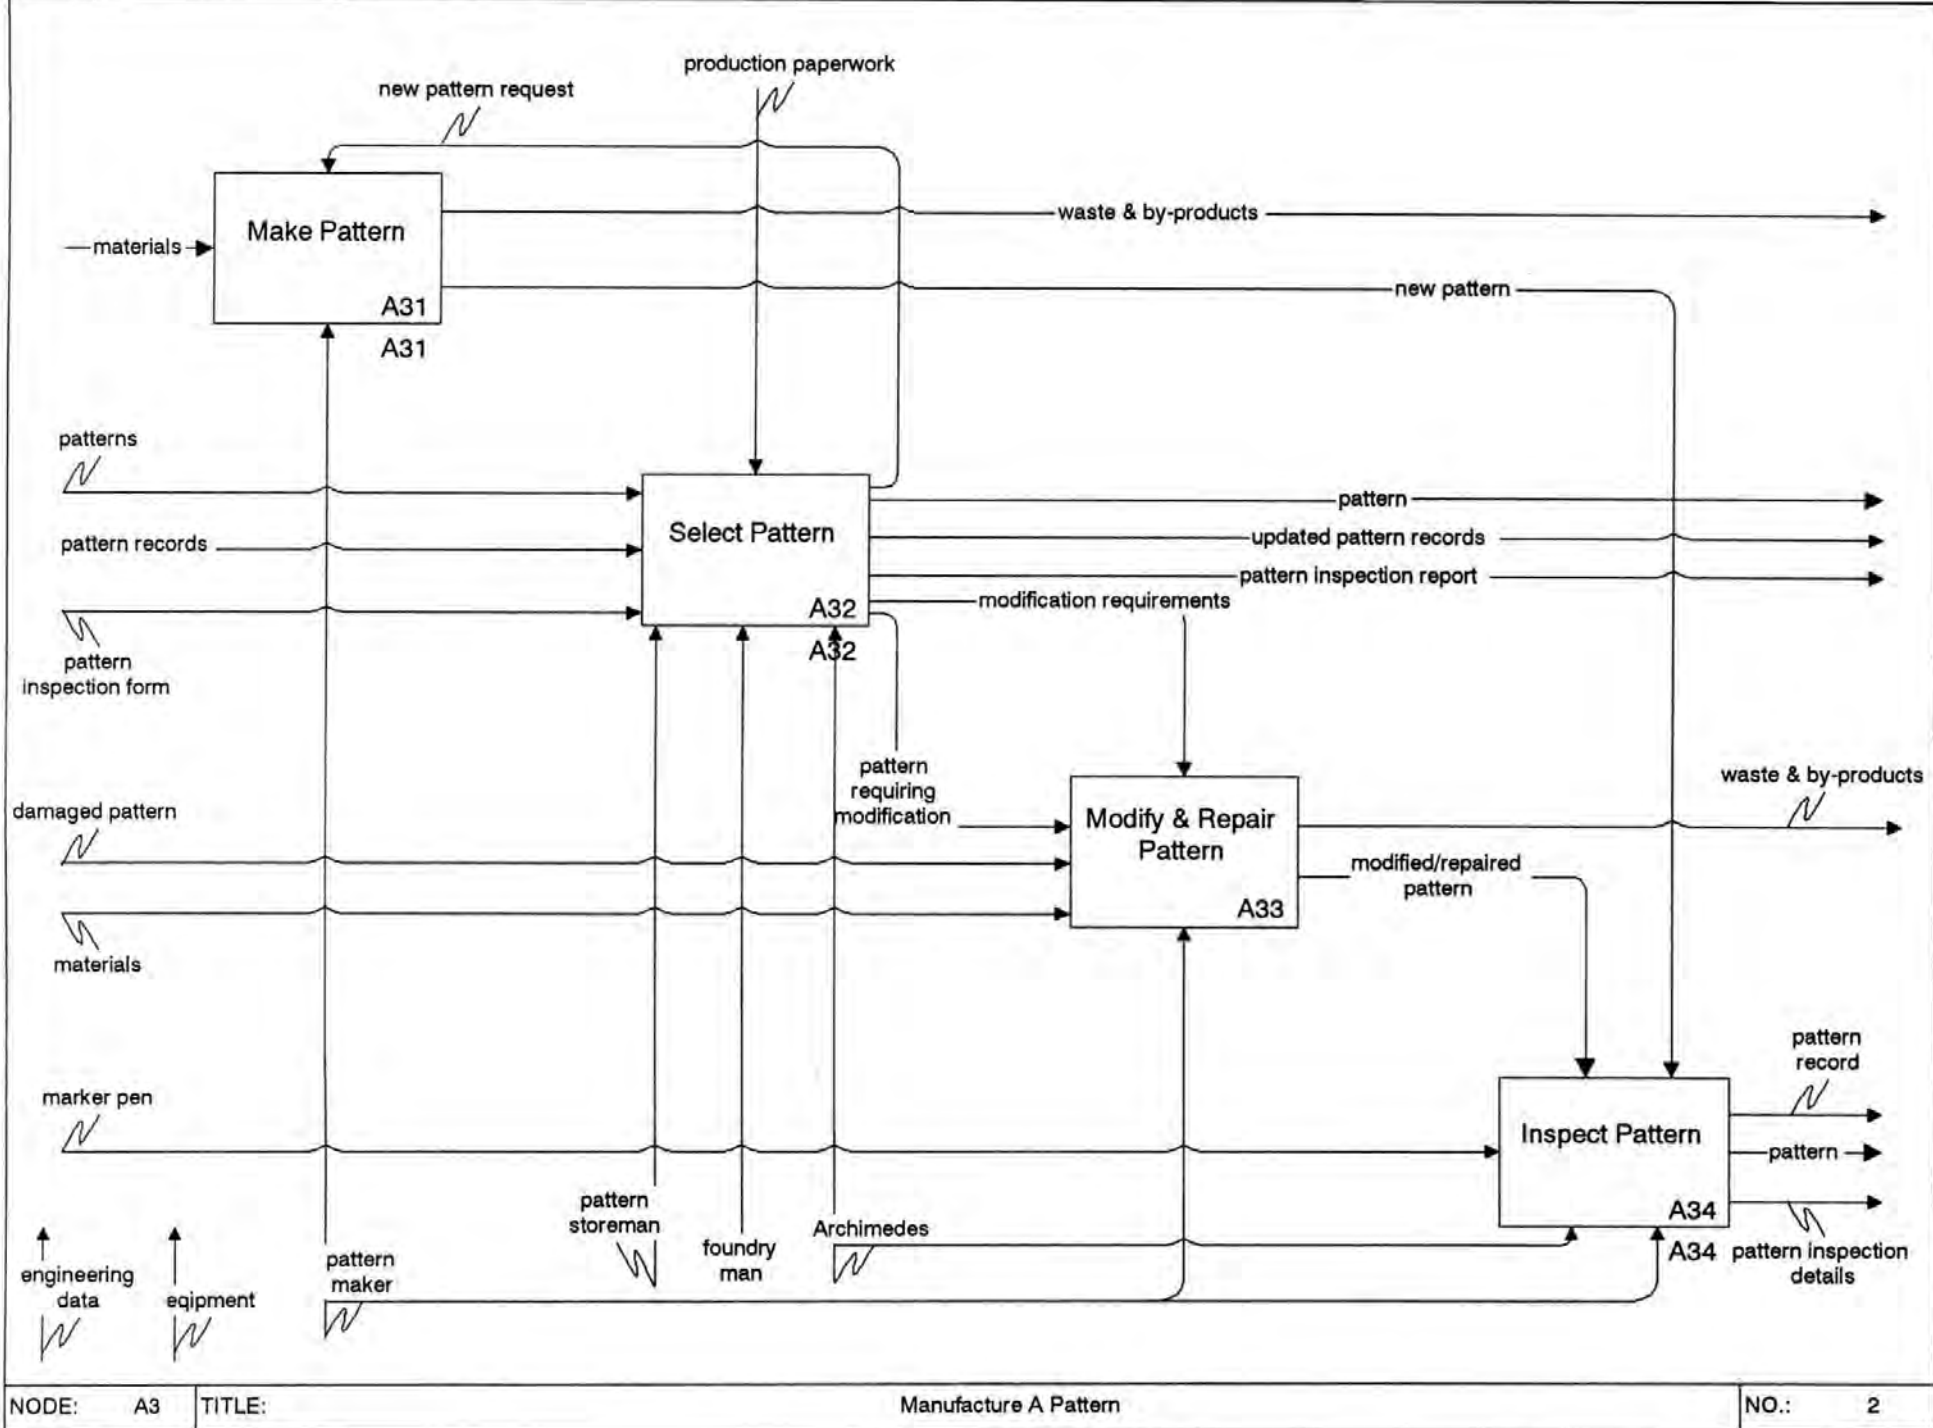 production paperwork
new pattern request
Make Pattern
waste & by-products
materials
new pattern
A31
A31
patterns
pattern
Select Pattern
updated pattern records
pattern records
pattern inspection report
modification requirements
A32
A32
pattern
inspection form
pattern
requiring
modification
waste & by-products
damaged pattern
Modify & Repair
Pattern
modified/repaired
pattern
A33
materials
pattern
record
marker pen
Inspect Pattern
pattern
pattern
storeman
A34
Archimedes
foundry
man
A34
pattern inspection
details
engineering
data
eqipment
pattern
maker
NODE: A3 TITLE: Manufacture A Pattern NO.: 2